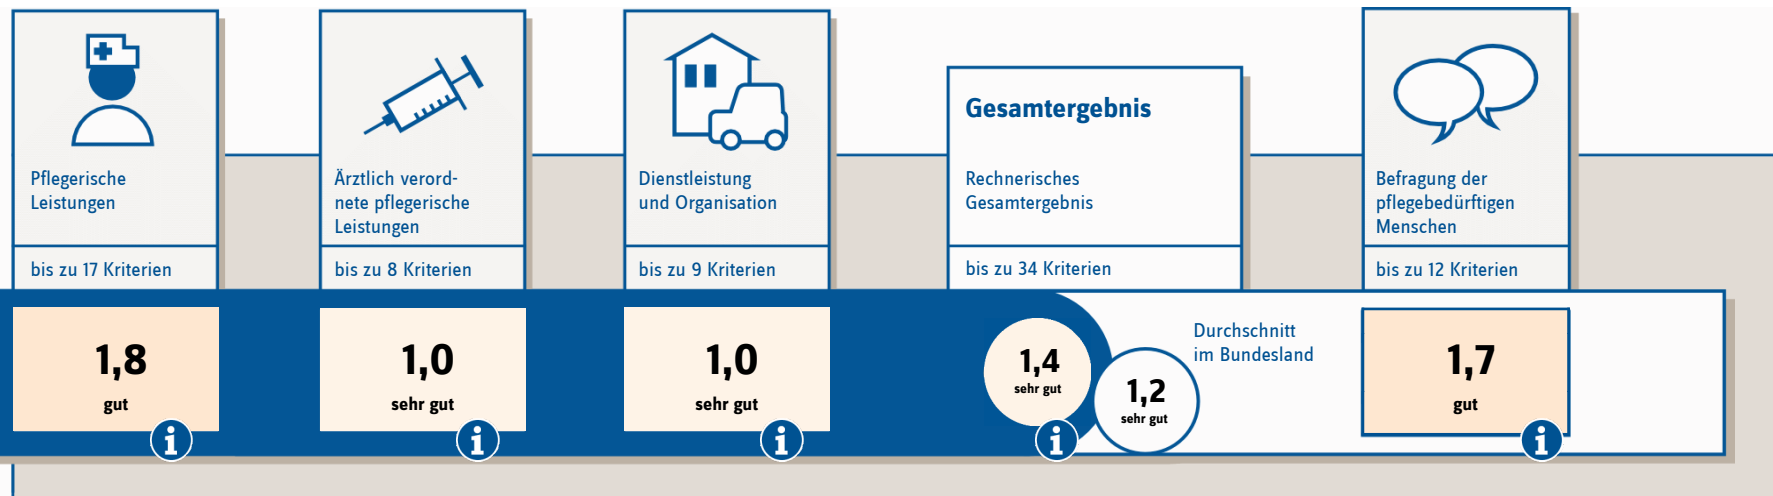 Pflegerische
Leistungen
bis zu 17 Kriterien
1,8
gut
Ärztlich verord-
nete pflegerische
Leistungen
bis zu 8 Kriterien
1,0
sehr gut
Dienstleistung
und Organisation
bis zu 9 Kriterien
1,0
sehr gut
Gesamtergebnis
Rechnerisches
Gesamtergebnis
bis zu 34 Kriterien
1,4
sehr gut
1,2
sehr gut
Durchschnitt
im Bundesland
Befragung der
pflegebedürftigen
Menschen
bis zu 12 Kriterien
1,7
gut
i
i
i
i
i